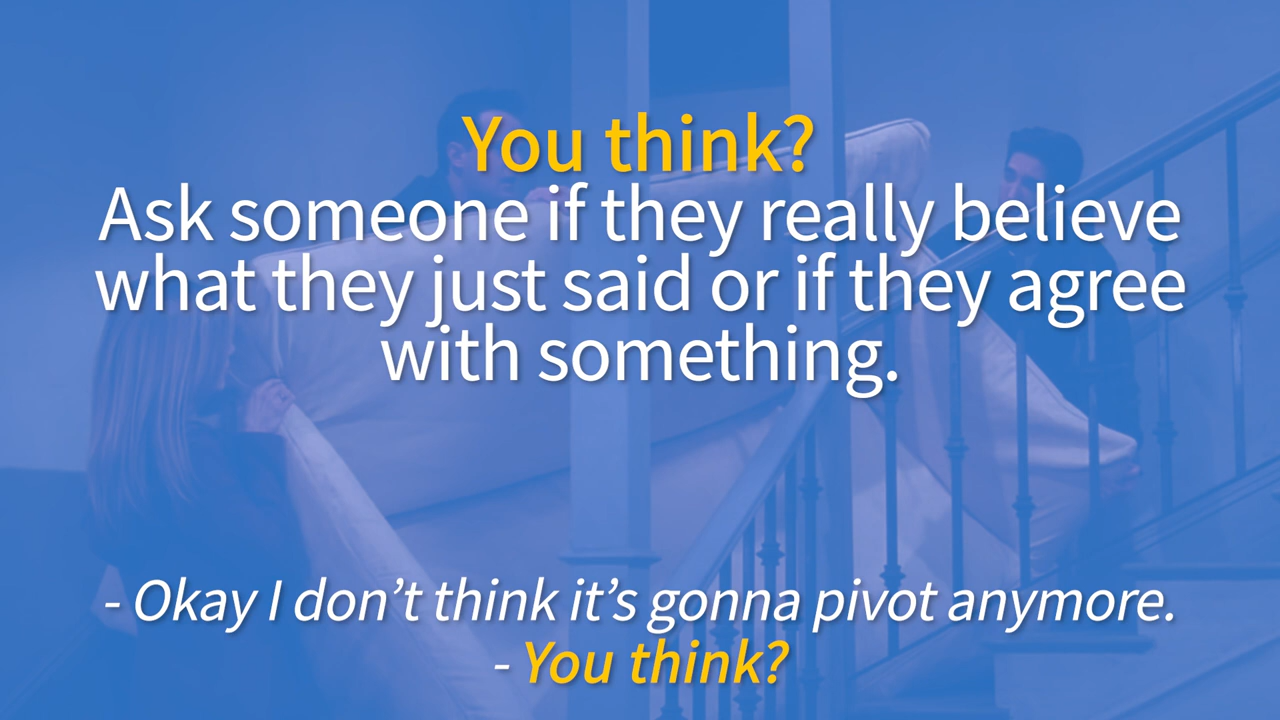 You think?
Ask someone if they really believe
what they just said or if they agree
with something.
- Okay I don’t think it’s gonna pivot anymore.
- You think?